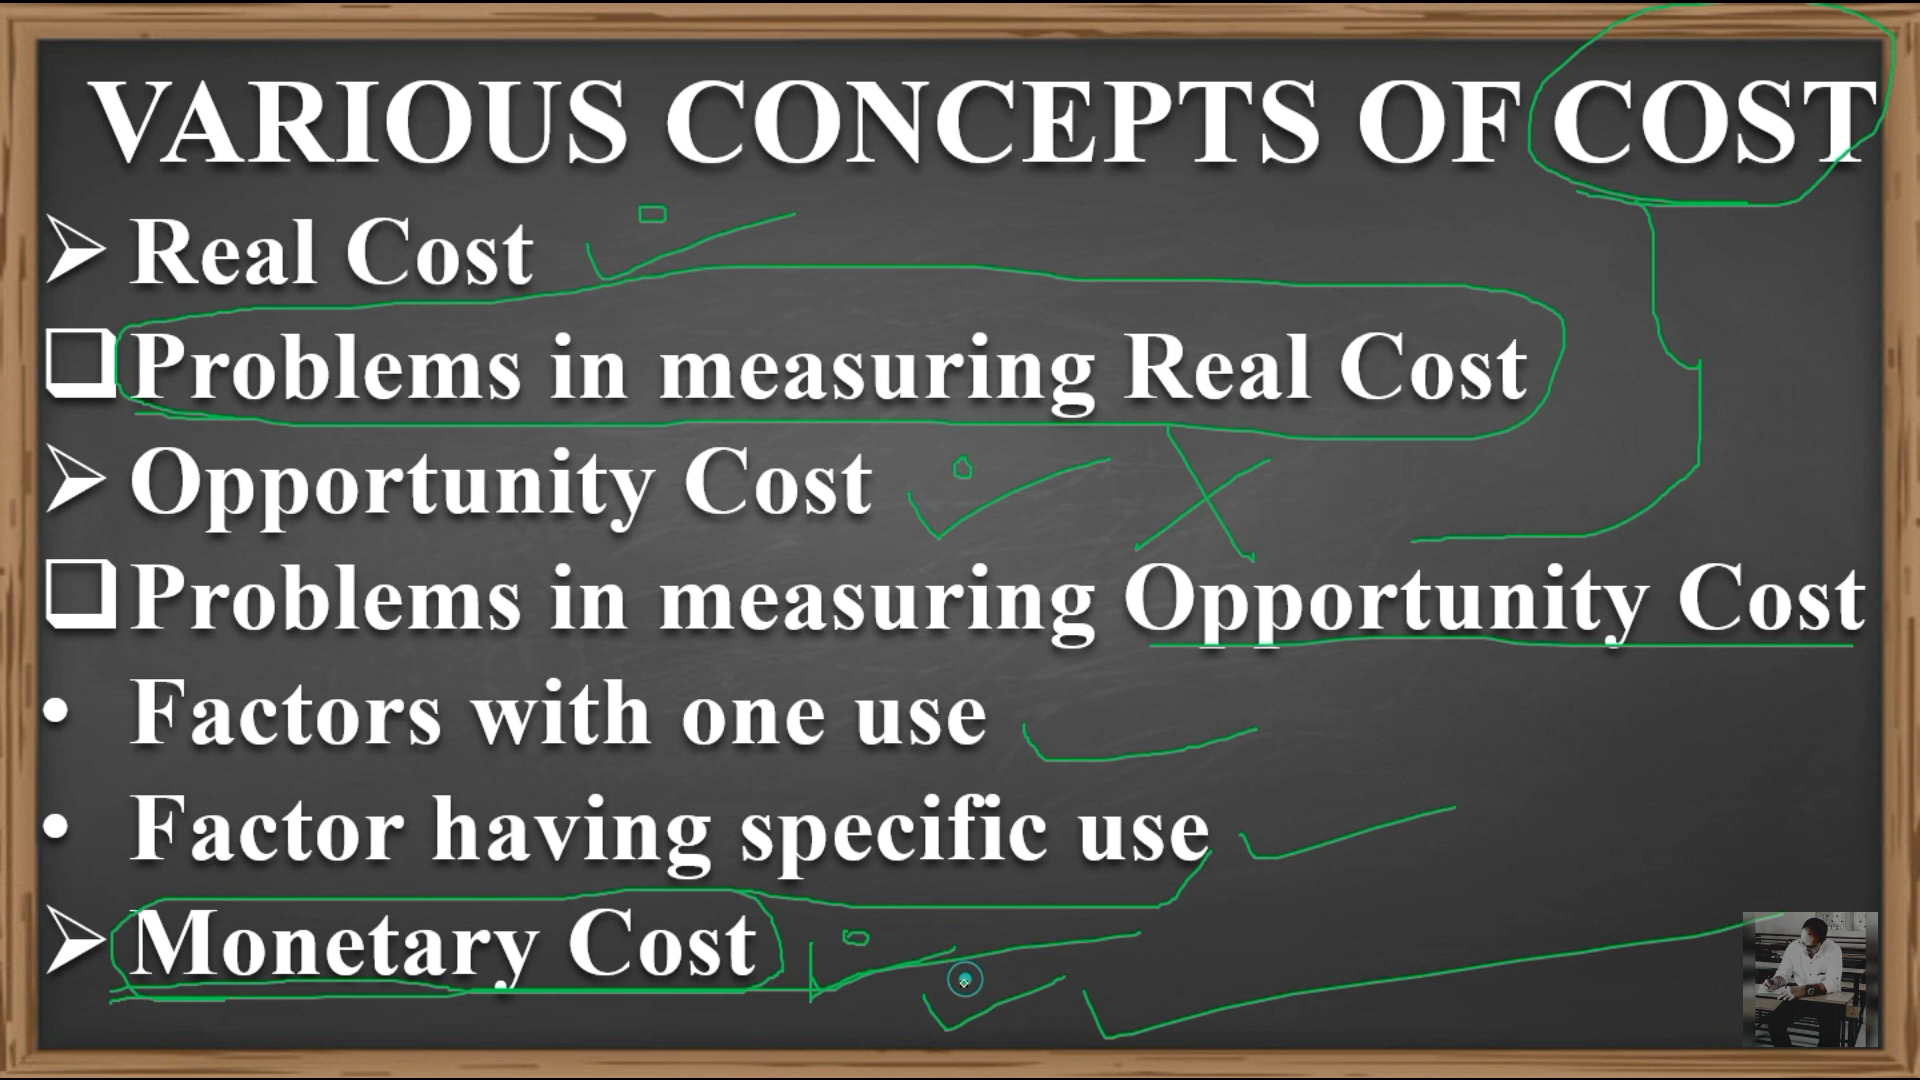 VARIOUS CONCEPTS OF COST
➢ Real Cost
❑ Problems in measuring Real Cost
➢ Opportunity Cost
❑ Problems in measuring Opportunity Cost
• Factors with one use
• Factor having specific use
➢ Monetary Cost